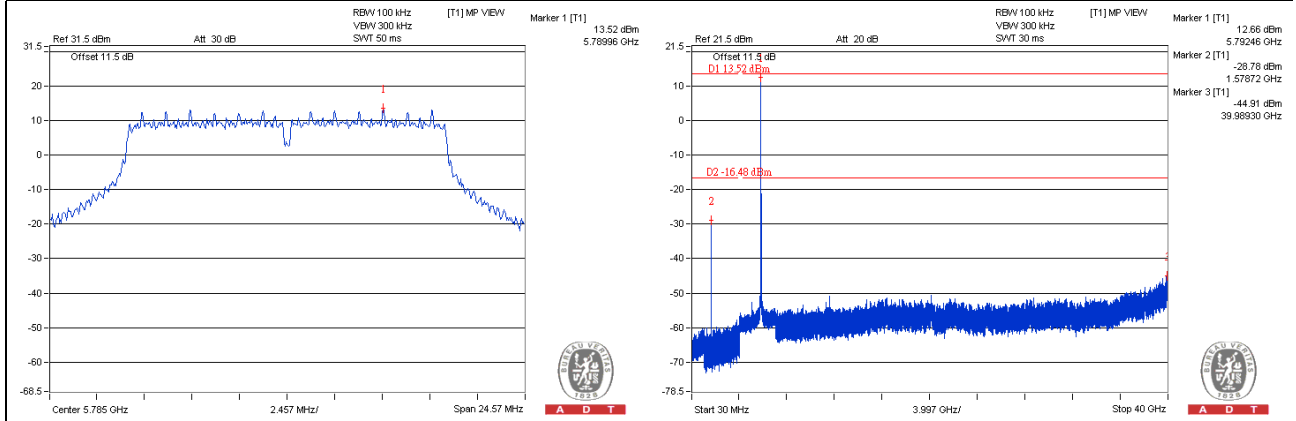 RBW 100 kHz
[T1] MP VIEW
VBW 300 kHz
Ref 31.5 dBm
Att 30 dB
SWT 50 ms
Marker 1 [T1]
13.52 dBm
5.78996 GHz
31.5
Offset 11.5 dB
20
1
10
0
-10
-20
-30
-40
-50
-60
-68.5
Center 5.785 GHz
2.457 MHz/
Span 24.57 MHz
BUREAU VERITAS
1828
A D T
RBW 100 kHz
[T1] MP VIEW
VBW 300 kHz
Ref 21.5 dBm
Att 20 dB
SWT 30 ms
Marker 1 [T1]
12.66 dBm
5.79246 GHz
Marker 2 [T1]
-28.78 dBm
1.57872 GHz
Marker 3 [T1]
-44.91 dBm
39.98930 GHz
21.5
Offset 11.5 dB
D1 13.52 dBm
10
0
-10
D2 -16.48 dBm
-20
2
-30
-40
-50
-60
-70
-78.5
Start 30 MHz
3.997 GHz/
Stop 40 GHz
BUREAU VERITAS
1828
A D T